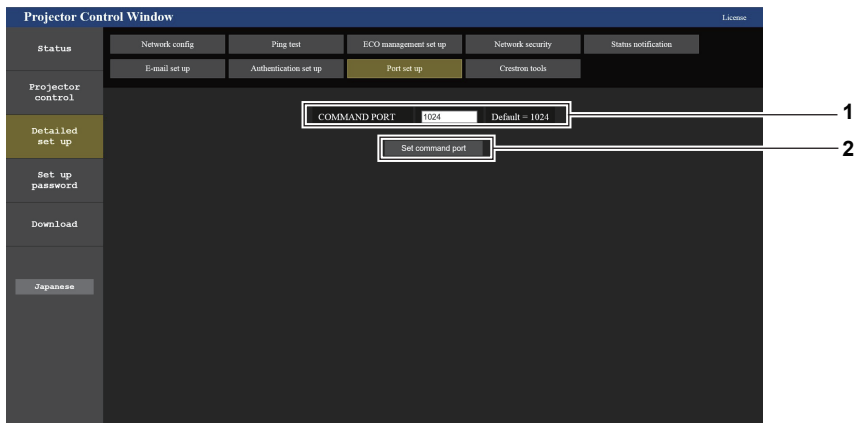 Projector Control Window
License
Status
Projector
control
Detailed
set up
Set up
password
Download
Japanese
Network config
Ping test
ECO management set up
Network security
Status notification
E-mail set up
Authentication set up
Port set up
Crestron tools
COMMAND PORT 1024 Default = 1024
1
Set command port
2